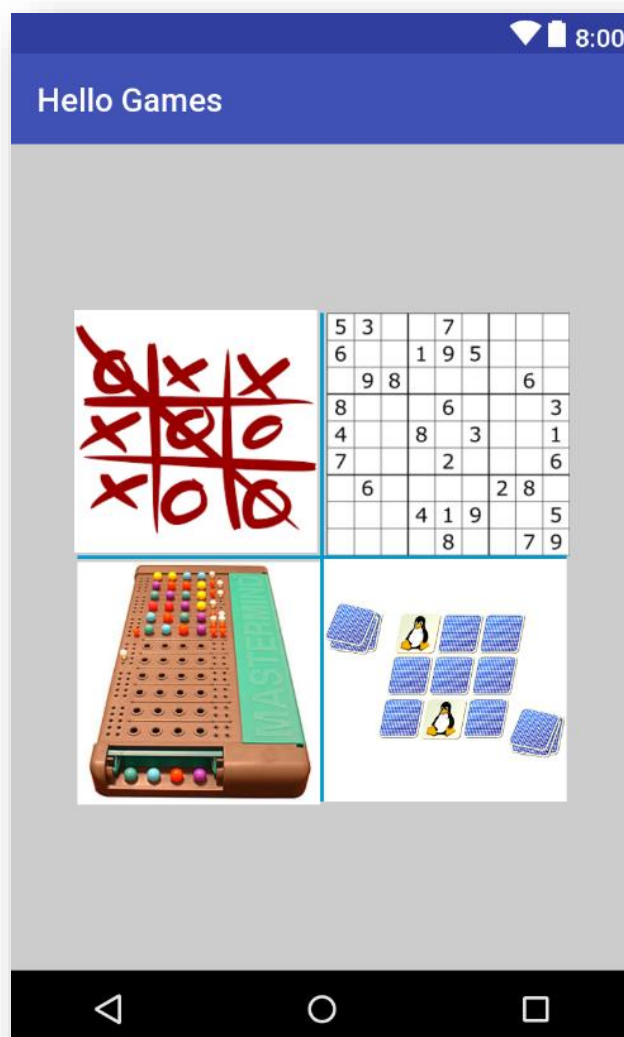 8:00
Hello Games
5 3 7
6 1 9 5
9 8 6
8 6 3
4 8 3 1
7 2 6
6 2 8
4 1 9 5
8 7 9
O X X
X O O
X O O
MASTERMIND